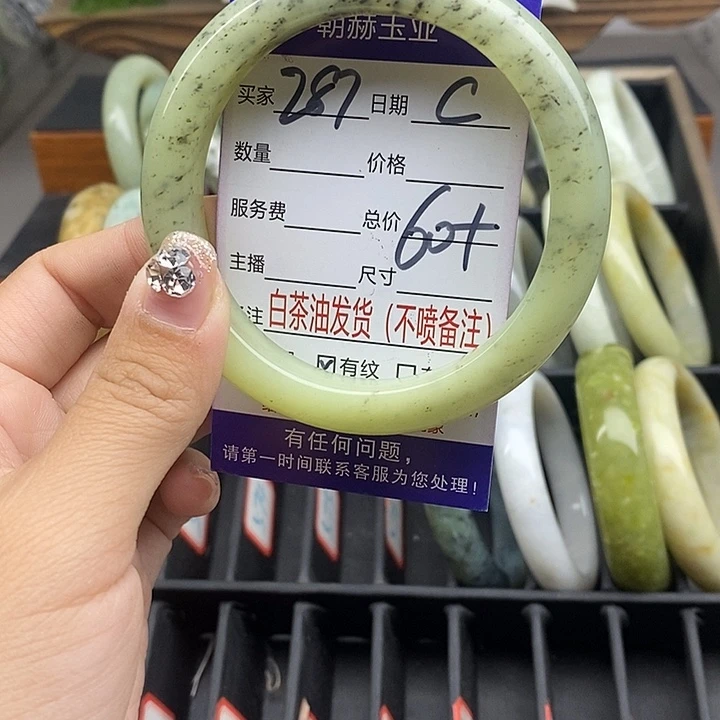 朝赫玉业
买家 287 日期 C
数量 价格
服务费 总价 60+
主播 尺寸
注 白茶油发货（不喷备注）
☑有纹 □
有任何问题，
请第一时间联系客服为您处理！